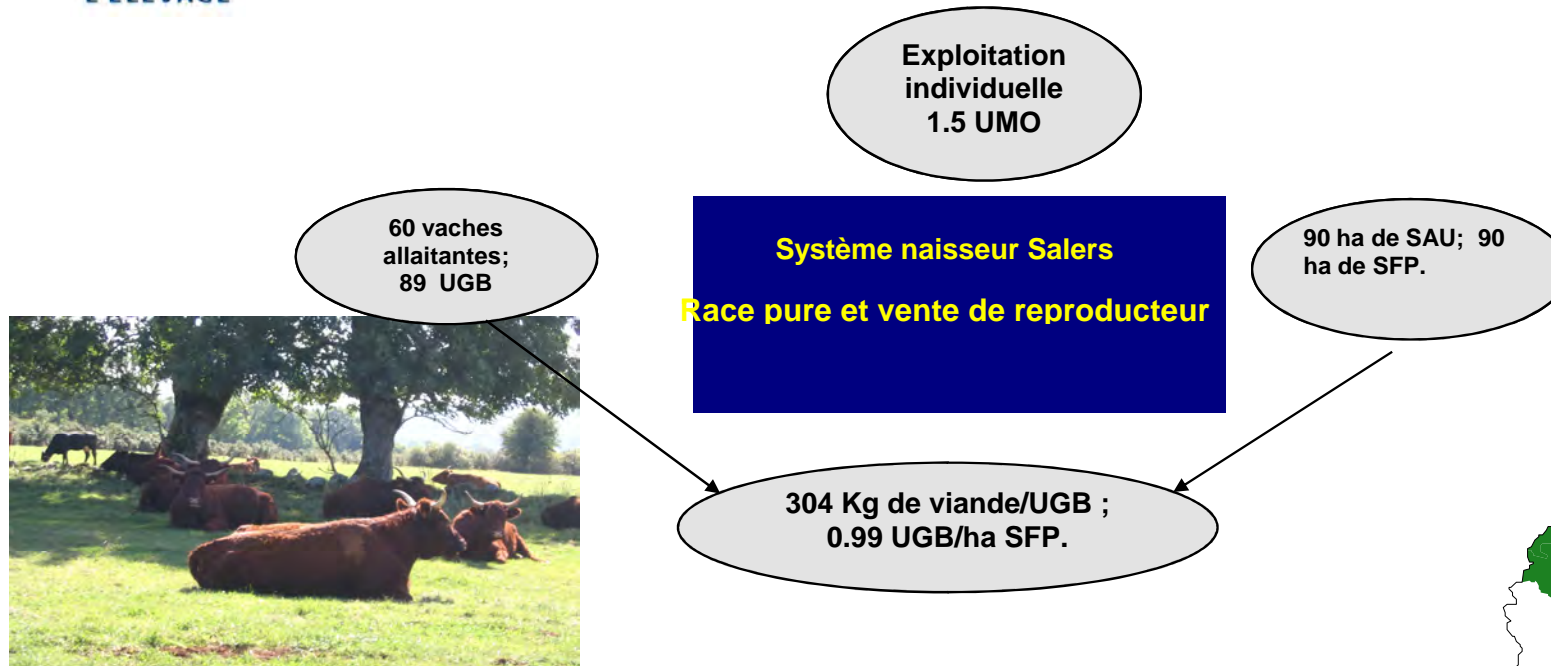 L'ELEVAGE
Exploitation
individuelle
1.5 UMO
60 vaches
allaitantes;
89 UGB
Système naisseur Salers
Race pure et vente de reproducteur
90 ha de SAU; 90
ha de SFP.
304 Kg de viande/UGB ;
0.99 UGB/ha SFP.